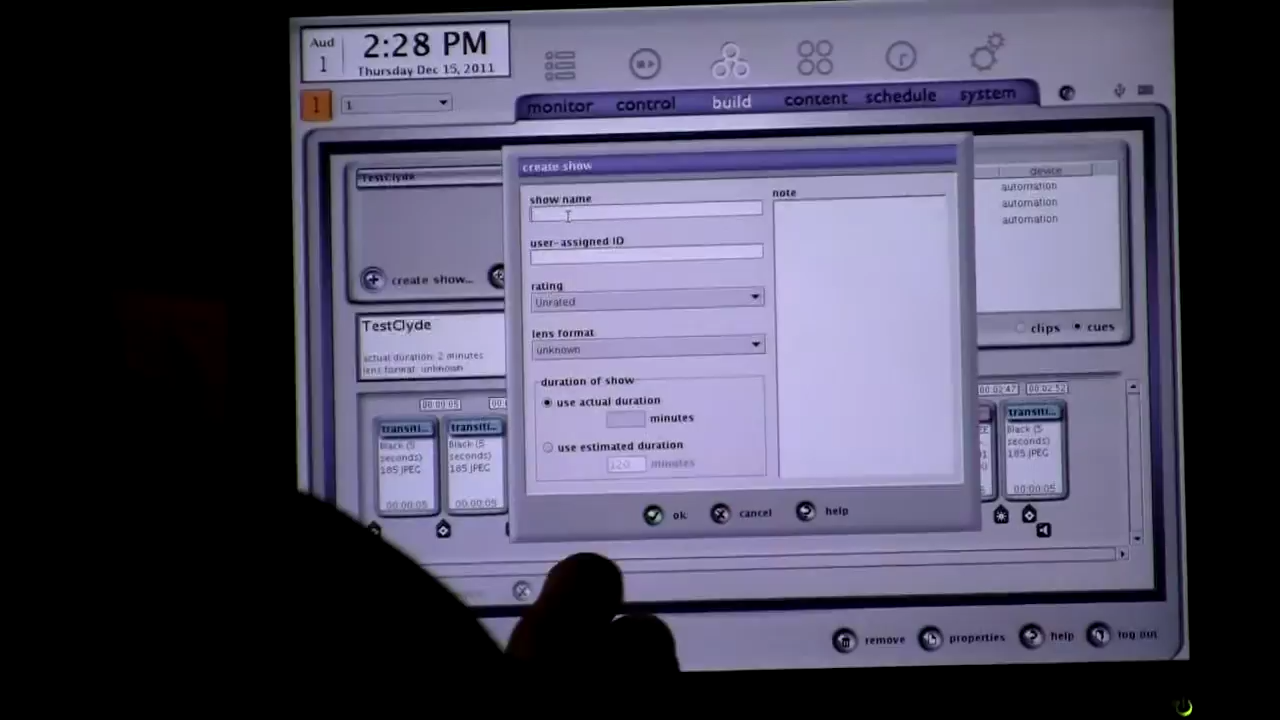 Aud
1
2:28 PM
Thursday Dec 15, 2011
1
1
monitor
control
build
content
schedule
system
TestClyde
create show...
TestClyde
actual duration: 2 minutes
lens format: unknown
create show
show name
user-assigned ID
rating
Unrated
lens format
unknown
duration of show
use actual duration
minutes
use estimated duration
120 minutes
note
ok
cancel
help
device
automation
automation
automation
clips
cues
00:00:05
00:02:47
00:02:52
transiti...
Black (5
seconds)
185 JPEG
00:00:05
transiti...
Black (5
seconds)
185 JPEG
00:00:05
transiti...
Black (5
seconds)
185 JPEG
00:00:05
remove
properties
help
log out